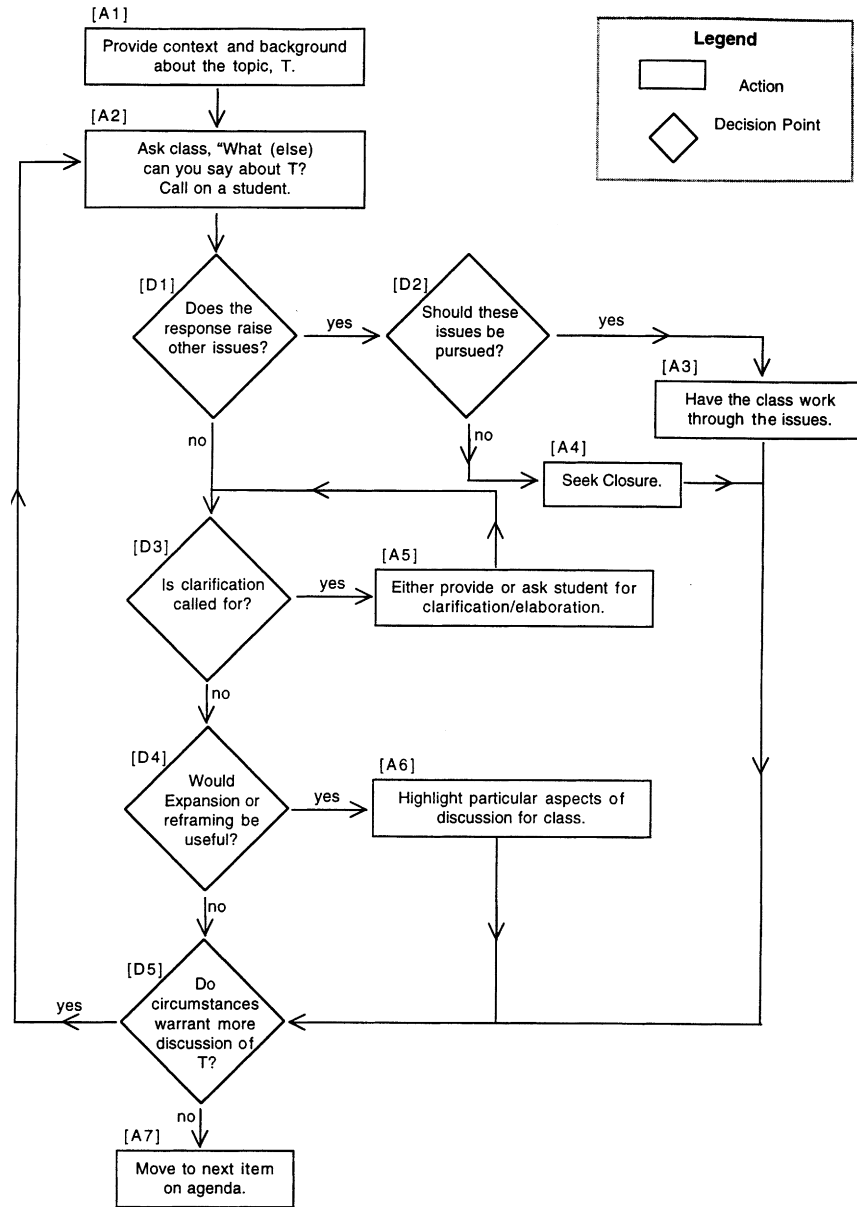 [A1]
Provide context and background
about the topic, T.
Legend
Action
Decision Point
[A2]
Ask class, “What (else)
can you say about T?
Call on a student.
[D1]
Does the
response raise
other issues?
yes
[D2]
Should these
issues be
pursued?
yes
[A3]
Have the class work
through the issues.
no
no
[A4]
Seek Closure.
[D3]
Is clarification
called for?
yes
[A5]
Either provide or ask student for
clarification/elaboration.
no
[D4]
Would
Expansion or
reframing be
useful?
yes
[A6]
Highlight particular aspects of
discussion for class.
no
[D5]
Do
circumstances
warrant more
discussion of
T?
yes
no
[A7]
Move to next item
on agenda.